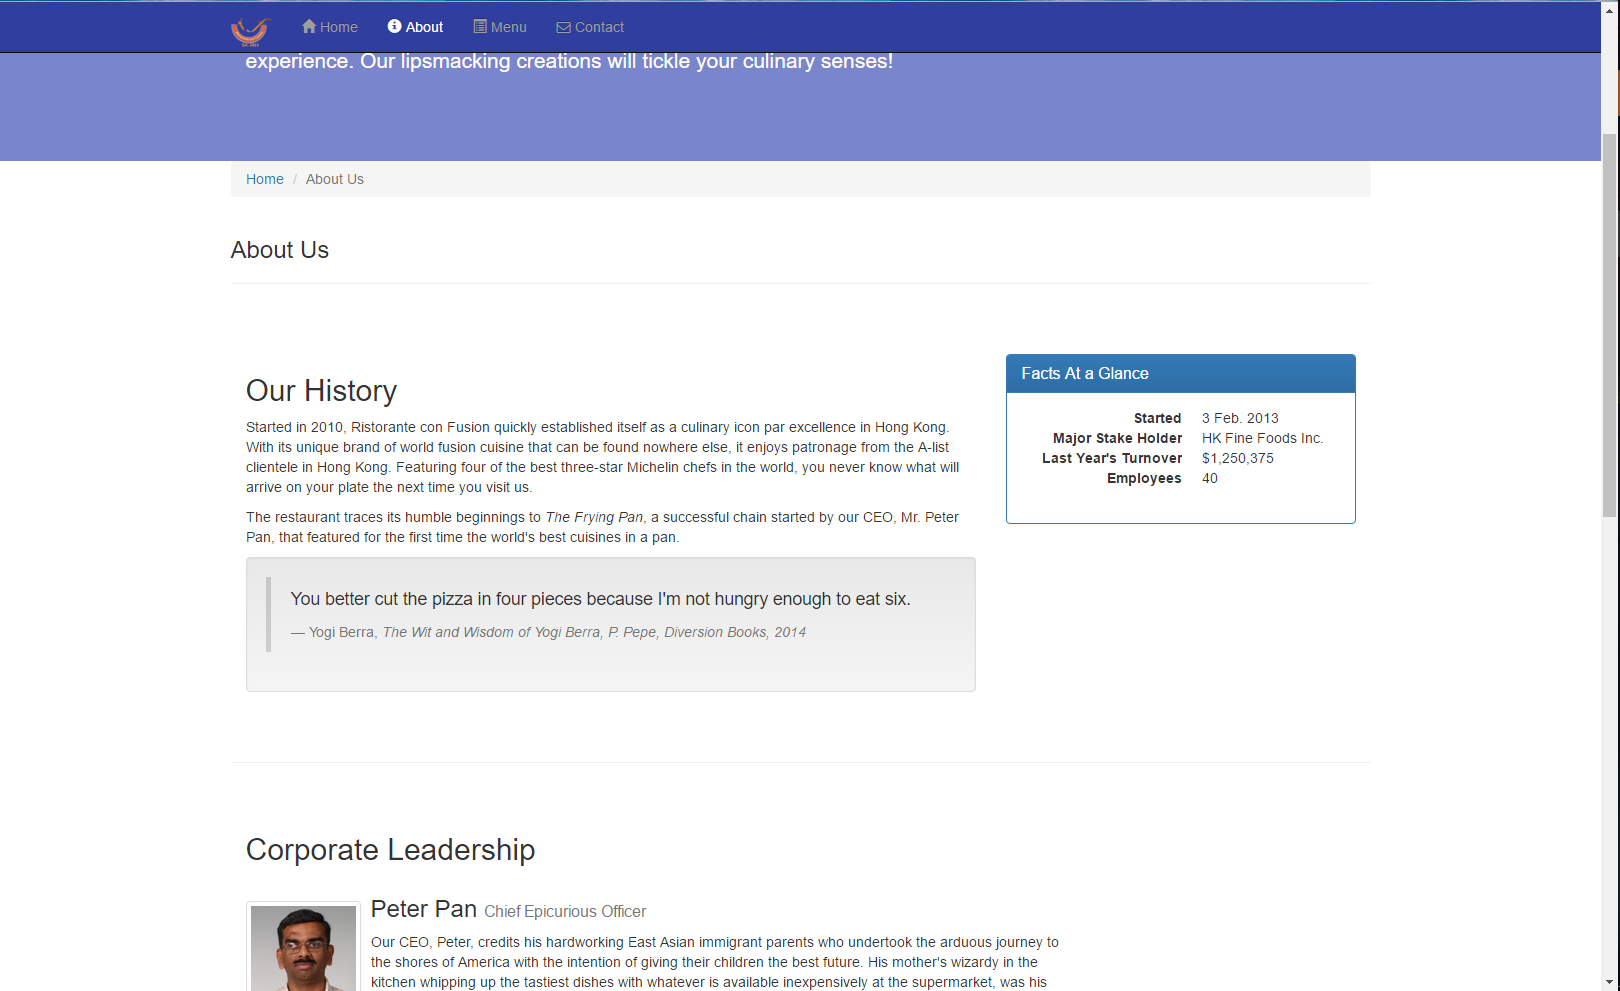 Home
About
Menu
Contact
experience. Our lipsmacking creations will tickle your culinary senses!
Home / About Us
About Us
Our History
Started in 2010, Ristorante con Fusion quickly established itself as a culinary icon par excellence in Hong Kong.
With its unique brand of world fusion cuisine that can be found nowhere else, it enjoys patronage from the A-list
clientele in Hong Kong. Featuring four of the best three-star Michelin chefs in the world, you never know what will
arrive on your plate the next time you visit us.
The restaurant traces its humble beginnings to The Frying Pan, a successful chain started by our CEO, Mr. Peter
Pan, that featured for the first time the world's best cuisines in a pan.
You better cut the pizza in four pieces because I'm not hungry enough to eat six.
— Yogi Berra, The Wit and Wisdom of Yogi Berra, P. Pepe, Diversion Books, 2014
Facts At a Glance
Started 3 Feb. 2013
Major Stake Holder HK Fine Foods Inc.
Last Year's Turnover $1,250,375
Employees 40
Corporate Leadership
Peter Pan Chief Epicurious Officer
Our CEO, Peter, credits his hardworking East Asian immigrant parents who undertook the arduous journey to
the shores of America with the intention of giving their children the best future. His mother's wizardy in the
kitchen whipping up the tastiest dishes with whatever is available inexpensively at the supermarket, was his